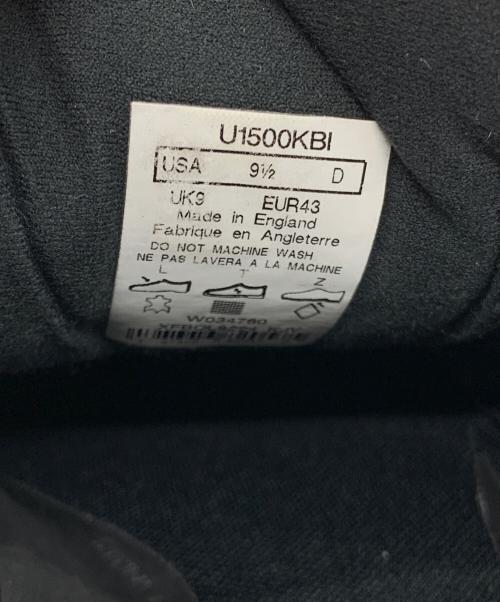 U1500KBI
USA 9½ D
UK9 EUR43
Made in England
Fabrique en Angleterre
DO NOT MACHINE WASH
NE PAS LAVERA A LA MACHINE
L T Z
W034760